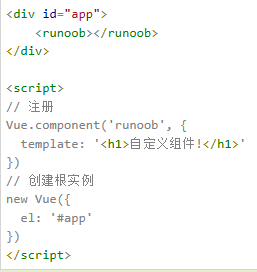 <div id="app">
    <runoob></runoob>
</div>

<script>
// 注册
Vue.component('runoob', {
  template: '<h1>自定义组件!</h1>'
})
// 创建根实例
new Vue({
  el: '#app'
})
</script>